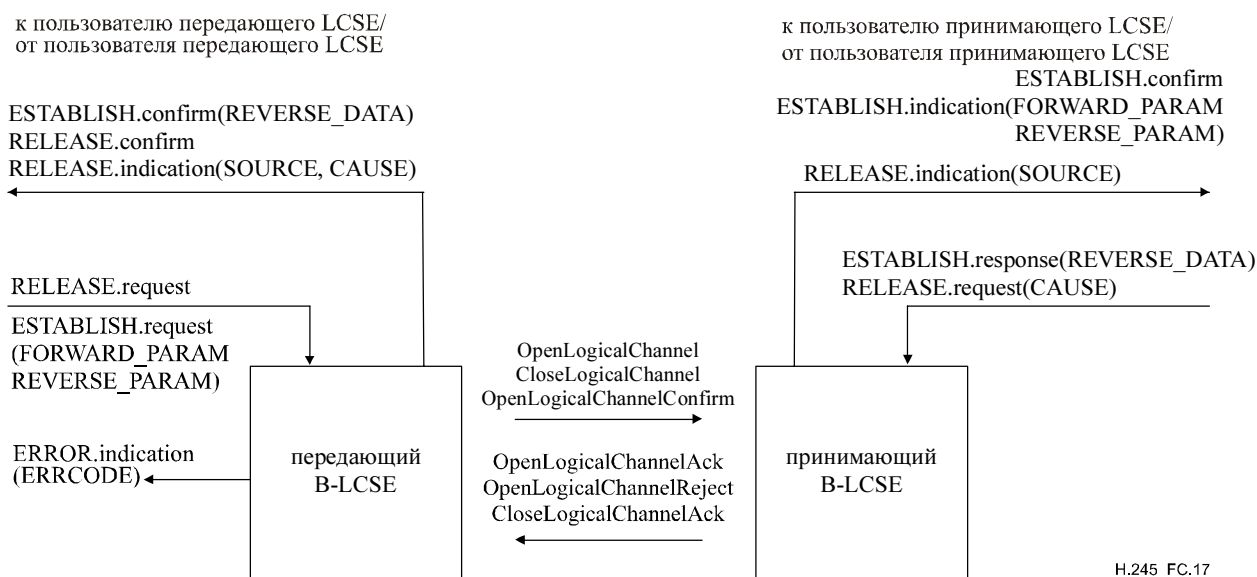 к пользователю передающего LCSE/
от пользователя передающего LCSE
ESTABLISH.confirm(REVERSE_DATA)
RELEASE.confirm
RELEASE.indication(SOURCE, CAUSE)
RELEASE.request
ESTABLISH.request
(FORWARD_PARAM
REVERSE_PARAM)
ERROR.indication
(ERRCODE)
передающий
B-LCSE
OpenLogicalChannel
CloseLogicalChannel
OpenLogicalChannelConfirm
OpenLogicalChannelAck
OpenLogicalChannelReject
CloseLogicalChannelAck
к пользователю принимающего LCSE/
от пользователя принимающего LCSE
ESTABLISH.confirm
ESTABLISH.indication(FORWARD_PARAM
REVERSE_PARAM)
RELEASE.indication(SOURCE)
ESTABLISH.response(REVERSE_DATA)
RELEASE.request(CAUSE)
принимающий
B-LCSE
H.245_FC.17